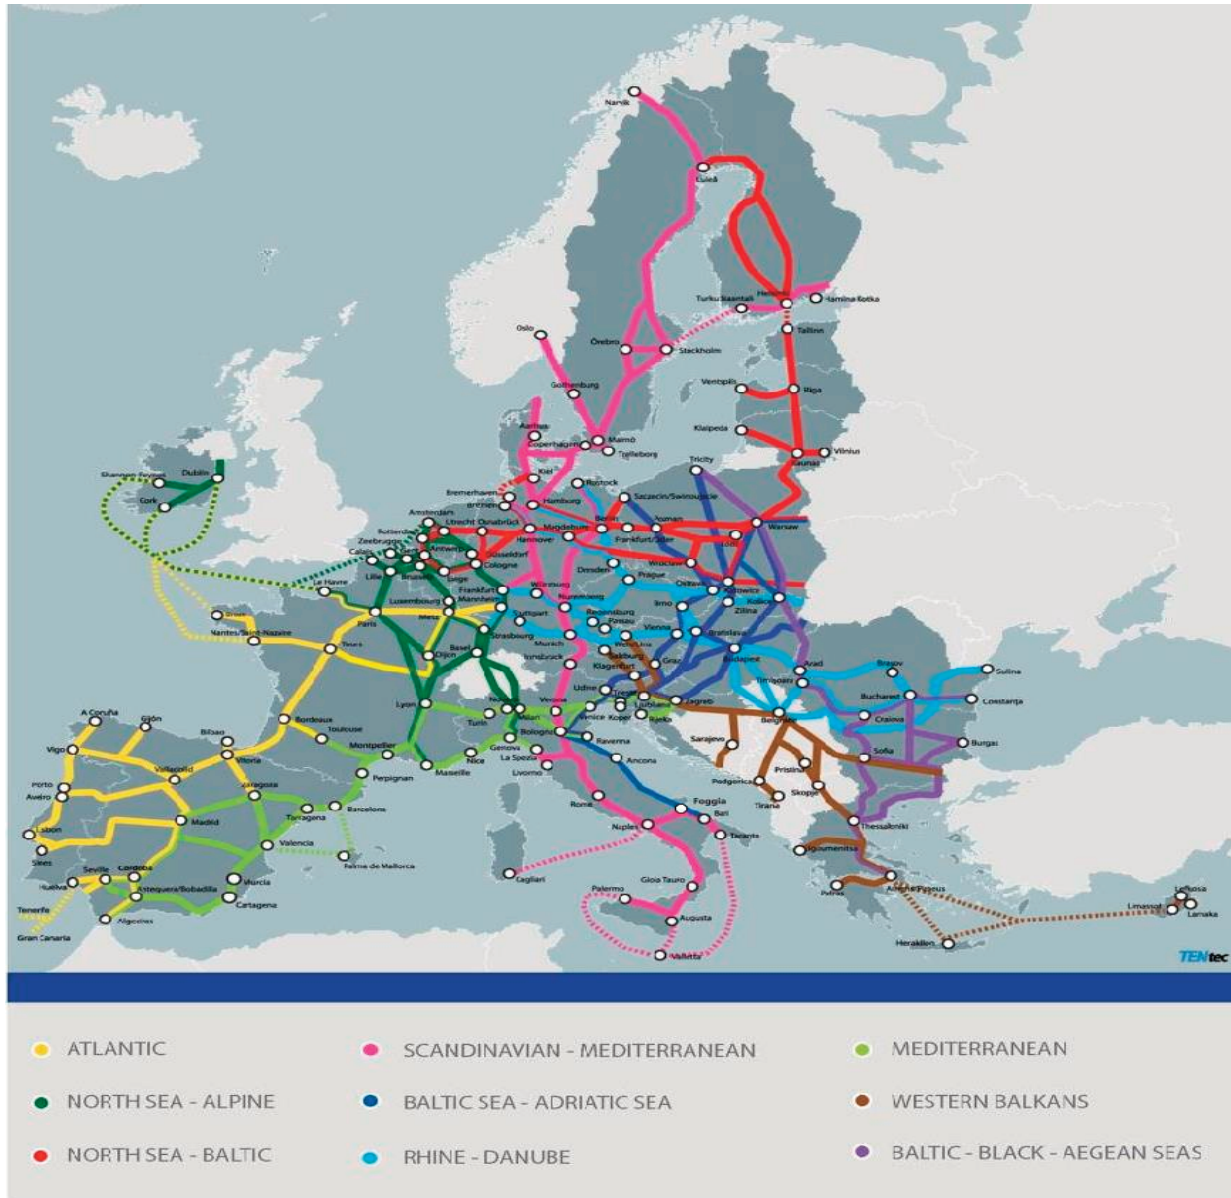 Narvik
Luleå
Oslo
Örebro
Stackholm
Turku Naantali
Helsinki
Hamina Kotka
Tallinn
Gothenburg
Ventspils
Riga
Klaipeda
Kaunas
Vilnius
Aarhus
Copenhagen
Malmö
Trelleborg
Tricity
Dublin
Cork
Kiel
Rostock
Bremerhaven
Bremen
Hamburg
Szczecin/Swinoujscie
Amsterdam
Utrecht
Osnabrück
Magdeburg
Berlin
Poznan
Warsaw
Zeebrugge
Hannover
Frankfurt/Oder
Calais
Antwerp
Düsseldorf
Cologne
Wroclaw
Lille
Liege
Dresden
Prague
Ostrava
Katowice
Le Havre
Luxembourg
Frankfurt
Mannheim
Würzburg
Nuremberg
Brno
Zilina
Kosice
Brest
Paris
Metz
Stuttgart
Regensburg
Passau
Nantes/Saint-Nazaire
Tours
Strasbourg
Munich
Wels/Linz
Vienna
Bratislava
Dijon
Basel
Innsbruck
Salzburg
Klagenfurt
Graz
Budapest
Arad
Brasov
Sulina
Timișoara
Udine
Lyon
Turin
Milan
Verona
Venice
Koper
Ljubljana
Rijeka
Zagreb
Belgrade
Craiova
Bucharest
Constanta
A Coruña
Gijón
Bilbao
Bordeaux
Toulouse
Montpellier
Genova
Bologna
Ravenna
Sarajevo
Sofia
Burgas
Vigo
Vitoria
Valladolid
Perpignan
Marseille
Nice
La Spezia
Livorno
Ancona
Podgorica
Pristina
Skopje
Tirana
Porto
Aveiro
Zaragoza
Barcelona
Tarragona
Madrid
Rome
Foggia
Bari
Naples
Taranto
Thessaloniki
Igoumenitsa
Lisbon
Sines
Valencia
Palma de Mallorca
Cagliari
Huelva
Seville
Cordoba
Antequera/Bobadilla
Murcia
Cartagena
Algeciras
Tenerife
Gran Canaria
Palermo
Gioia Tauro
Augusta
Valletta
Patras
Athens/Pyraeus
Heraklion
Lefkosa
Limassol
Larnaka
TENtec
ATLANTIC
SCANDINAVIAN - MEDITERRANEAN
MEDITERRANEAN
NORTH SEA - ALPINE
BALTIC SEA - ADRIATIC SEA
WESTERN BALKANS
NORTH SEA - BALTIC
RHINE - DANUBE
BALTIC - BLACK - AEGEAN SEAS